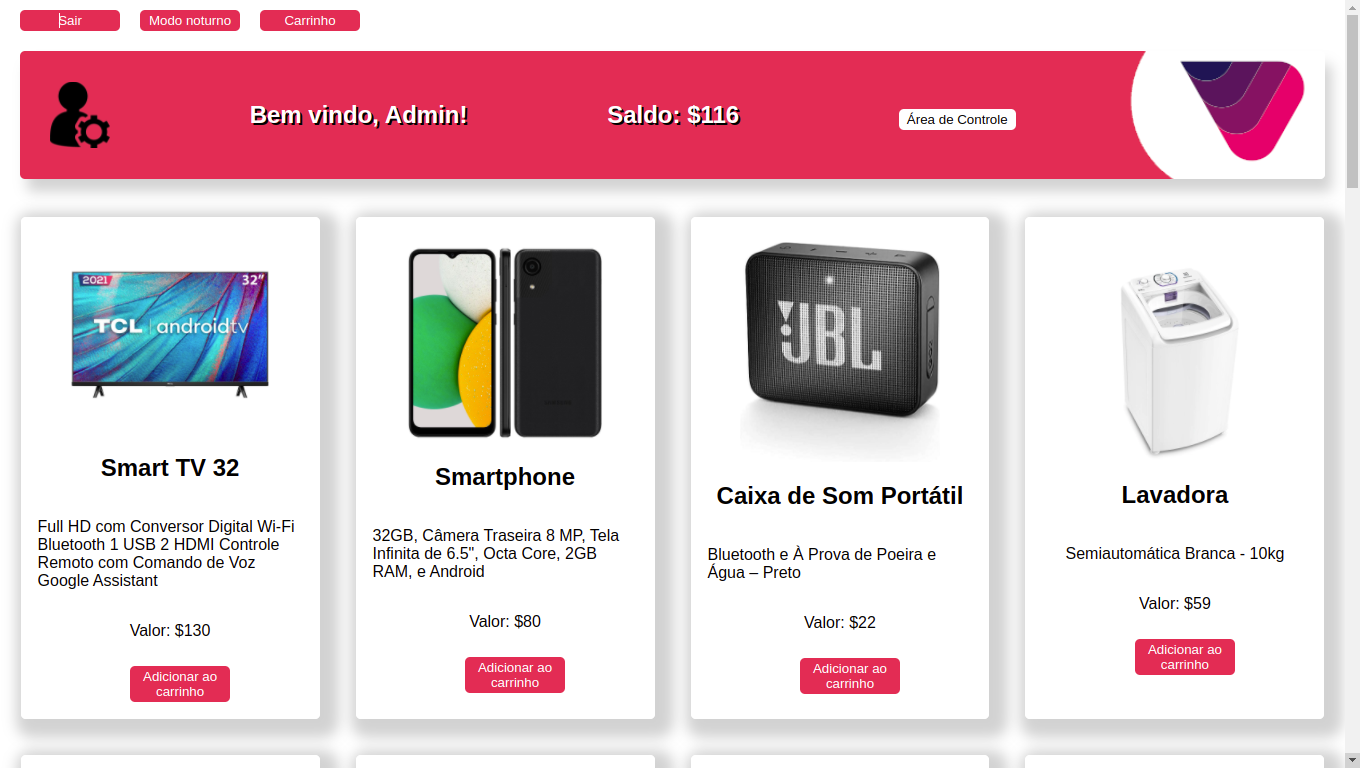 Sair
Modo noturno
Carrinho
Bem vindo, Admin!
Saldo: $116
Área de Controle
2021
32"
TCL androidtv
JBL
Smart TV 32
Full HD com Conversor Digital Wi-Fi
Bluetooth 1 USB 2 HDMI Controle
Remoto com Comando de Voz
Google Assistant
Valor: $130
Adicionar ao
carrinho
Smartphone
32GB, Câmera Traseira 8 MP, Tela
Infinita de 6.5", Octa Core, 2GB
RAM, e Android
Valor: $80
Adicionar ao
carrinho
Caixa de Som Portátil
Bluetooth e À Prova de Poeira e
Água – Preto
Valor: $22
Adicionar ao
carrinho
Lavadora
Semiautomática Branca - 10kg
Valor: $59
Adicionar ao
carrinho